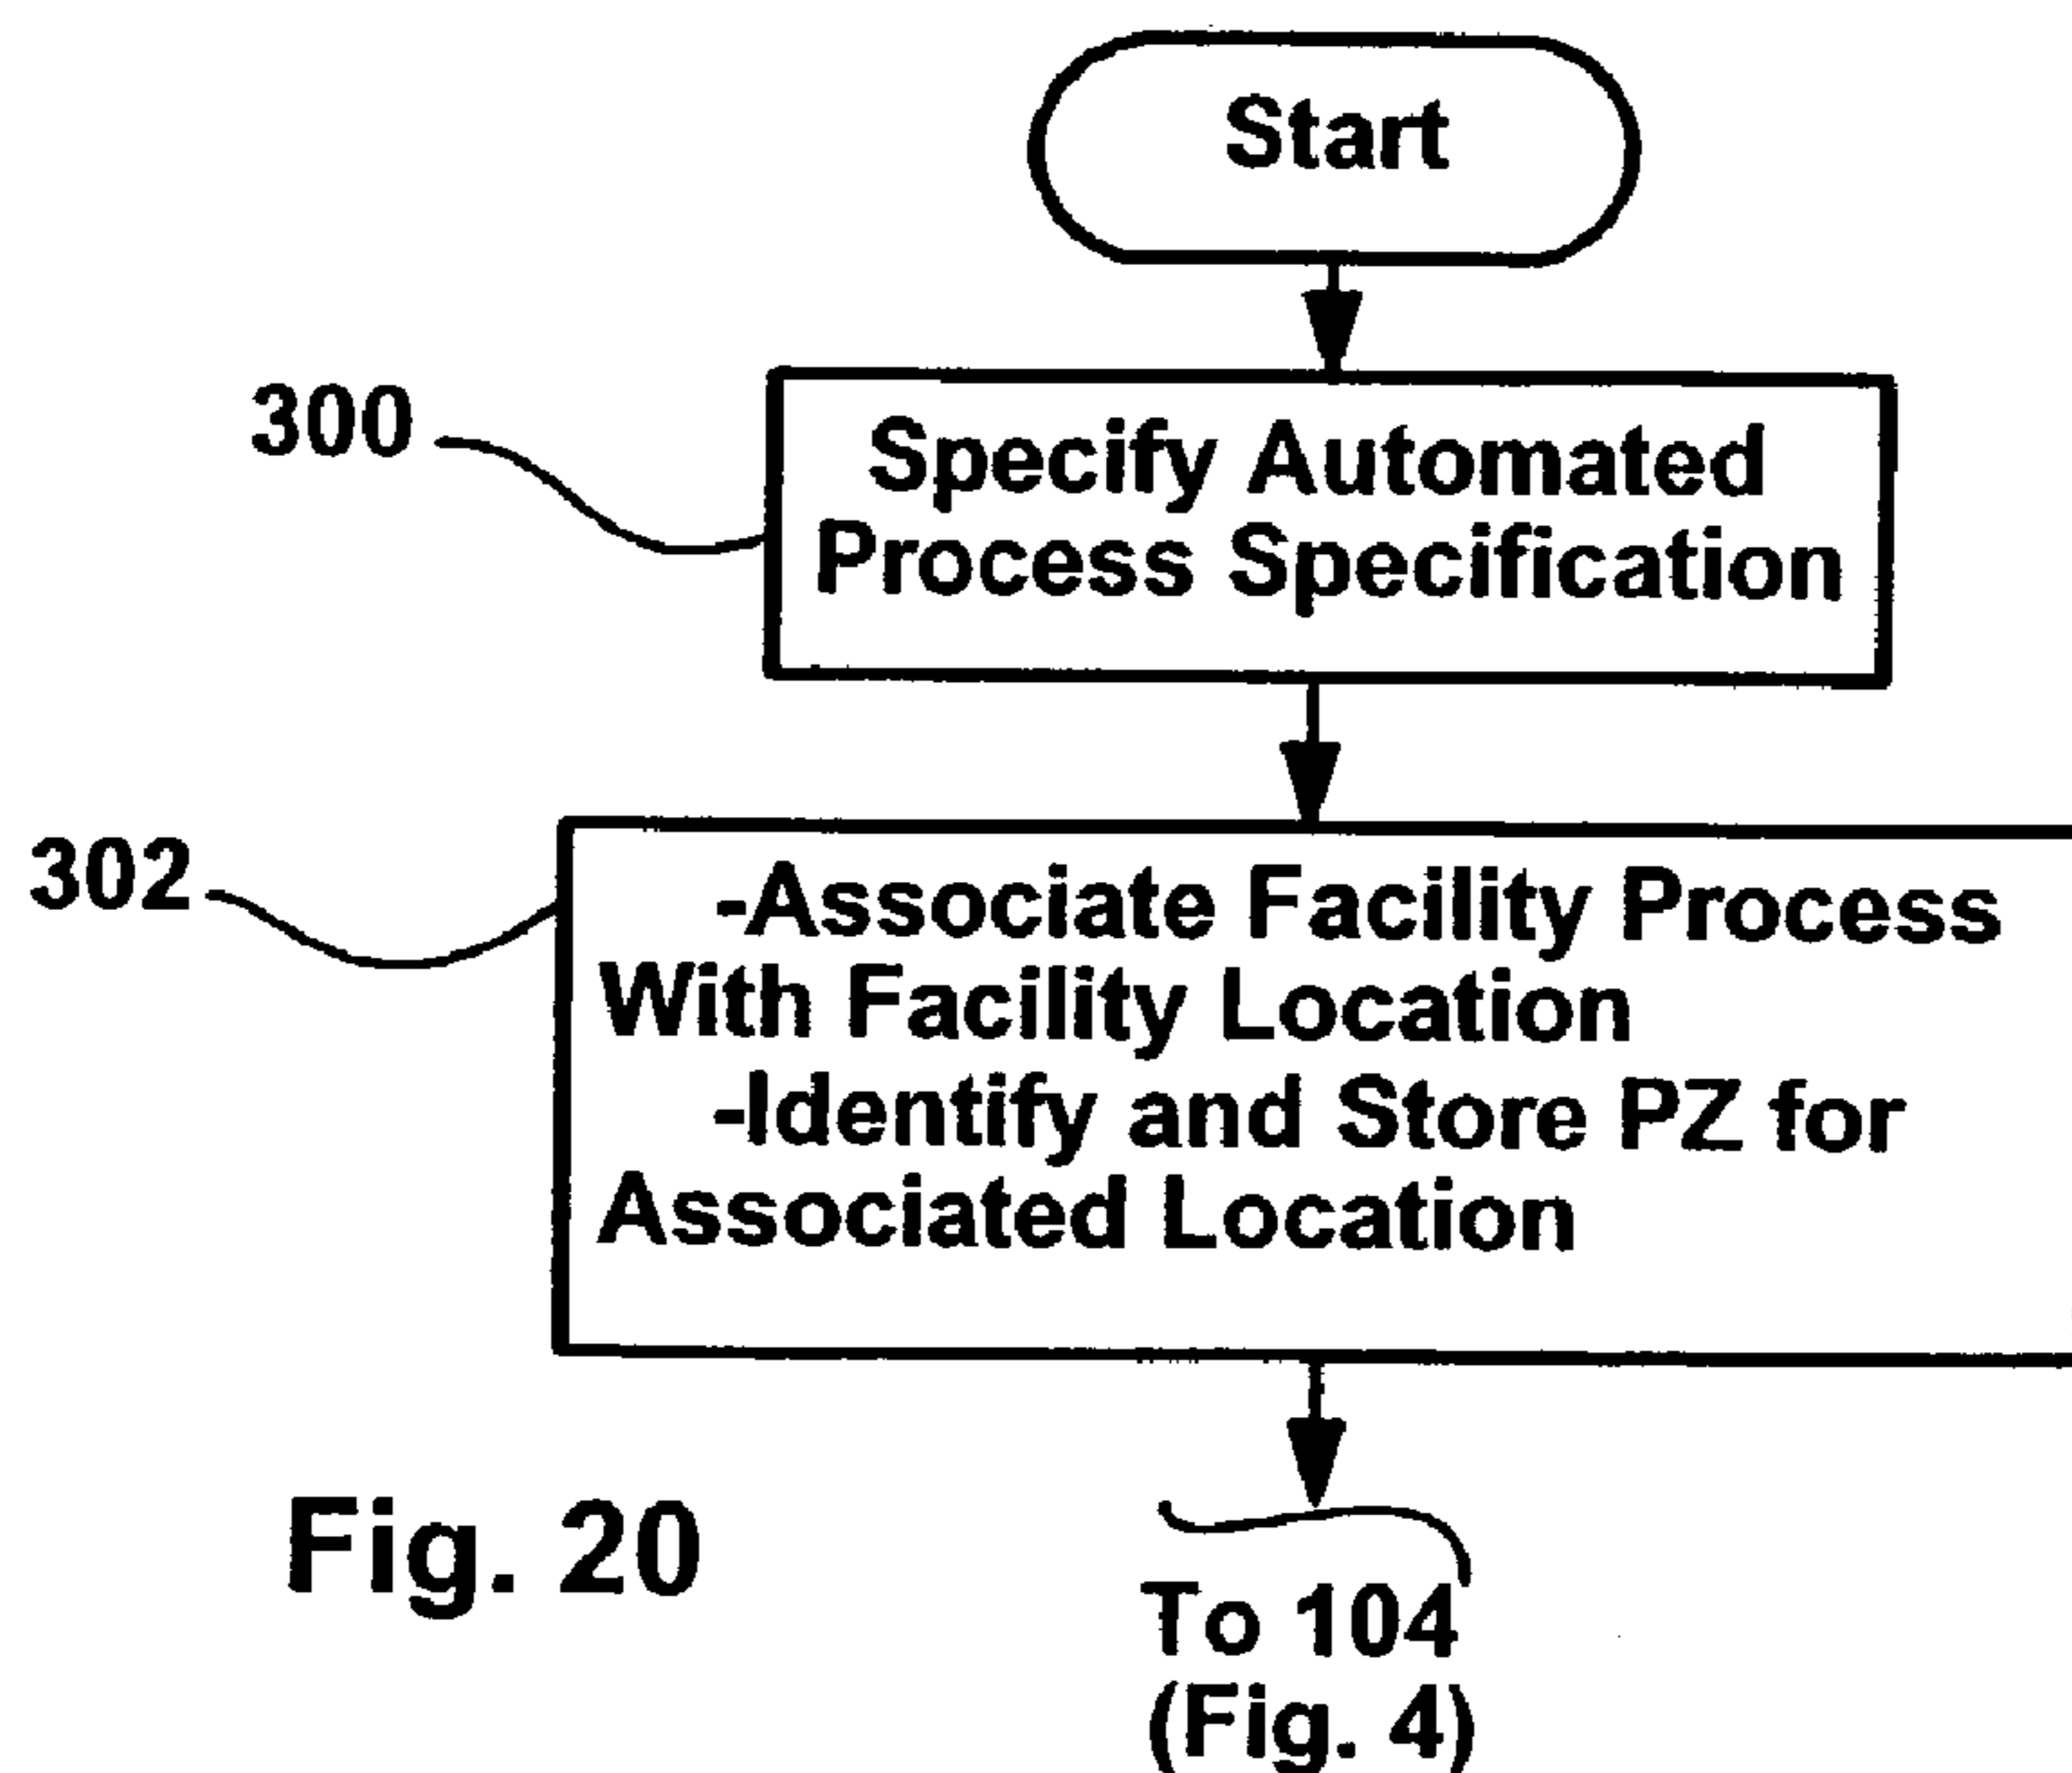 Start
300
Specify Automated
Process Specification
302
-Associate Facility Process
With Facility Location
-Identify and Store PZ for
Associated Location
Fig. 20
To 104
(Fig. 4)